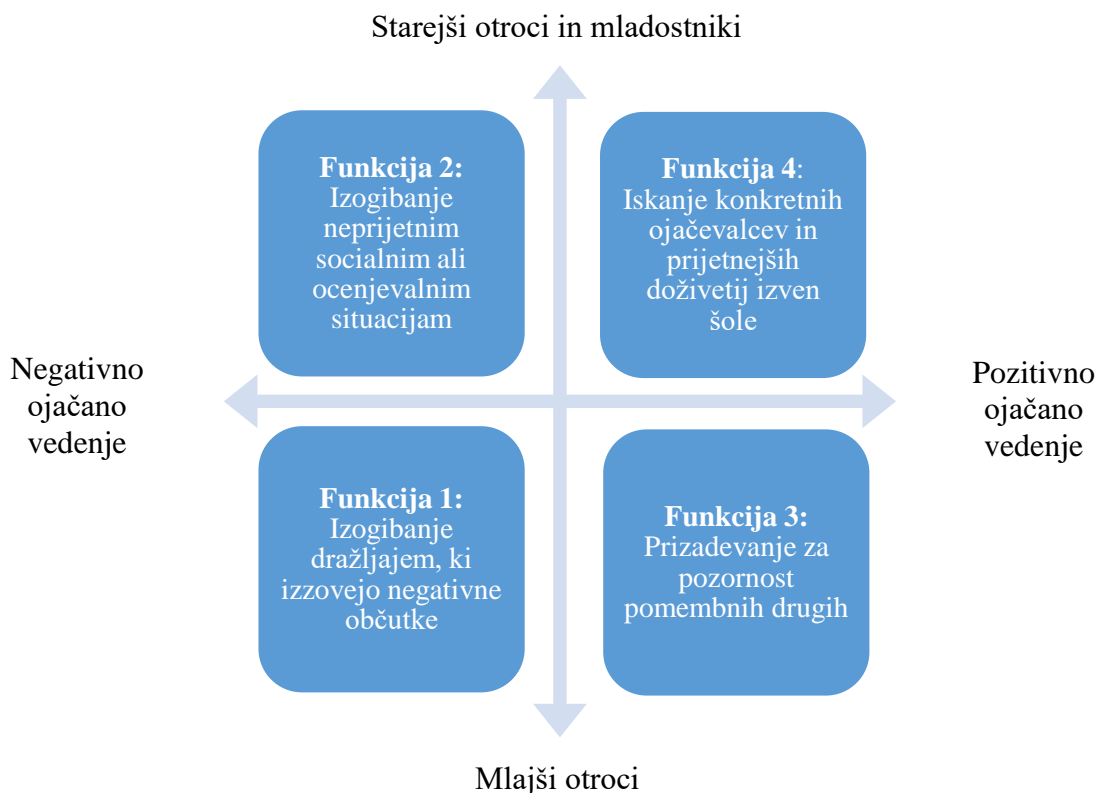 Starejši otroci in mladostniki
Funkcija 2:
Izogibanje
neprijetnim
socialnim ali
ocenjevalnim
situacijam
Funkcija 4:
Iskanje konkretnih
ojačevalcev in
prijetnejših
doživetij izven
šole
Negativno
ojačano
vedenje
Pozitivno
ojačano
vedenje
Funkcija 1:
Izogibanje
dražljajem, ki
izzovejo negativne
občutke
Funkcija 3:
Prizadevanje za
pozornost
pomembnih drugih
Mlajši otroci